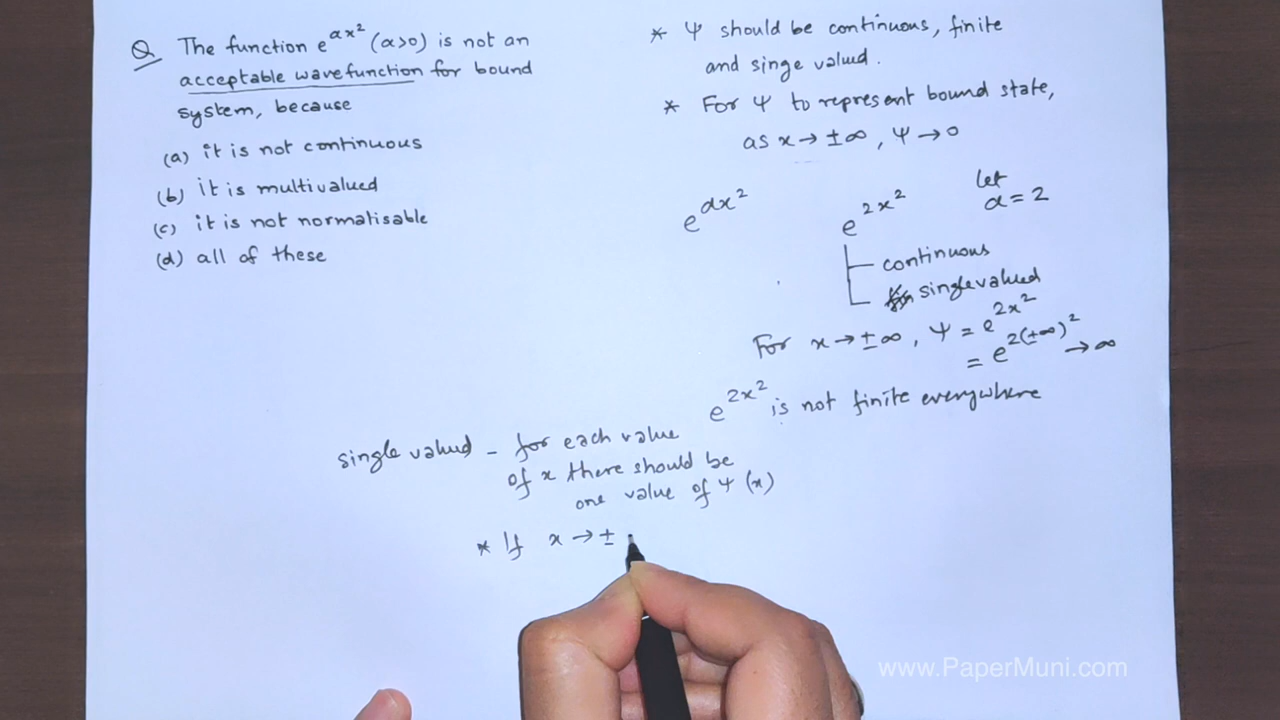 Q The function e^αx² (α>0) is not an
acceptable wavefunction for bound
system, because
(a) it is not continuous
(b) it is multivalued
(c) it is not normatisable
(d) all of these
* Ψ should be continuous, finite
and singe valued.
* For Ψ to represent bound state,
as x→±∞, Ψ→0
e^αx² e^2x² let
α=2
continuous
singlevalued
For x→±∞, Ψ = e^2x²
= e^2(±∞)² →∞
e^2x² is not finite everywhere
single valued - for each value
of x there should be
one value of Ψ(x)
* If x→±
www.PaperMuni.com